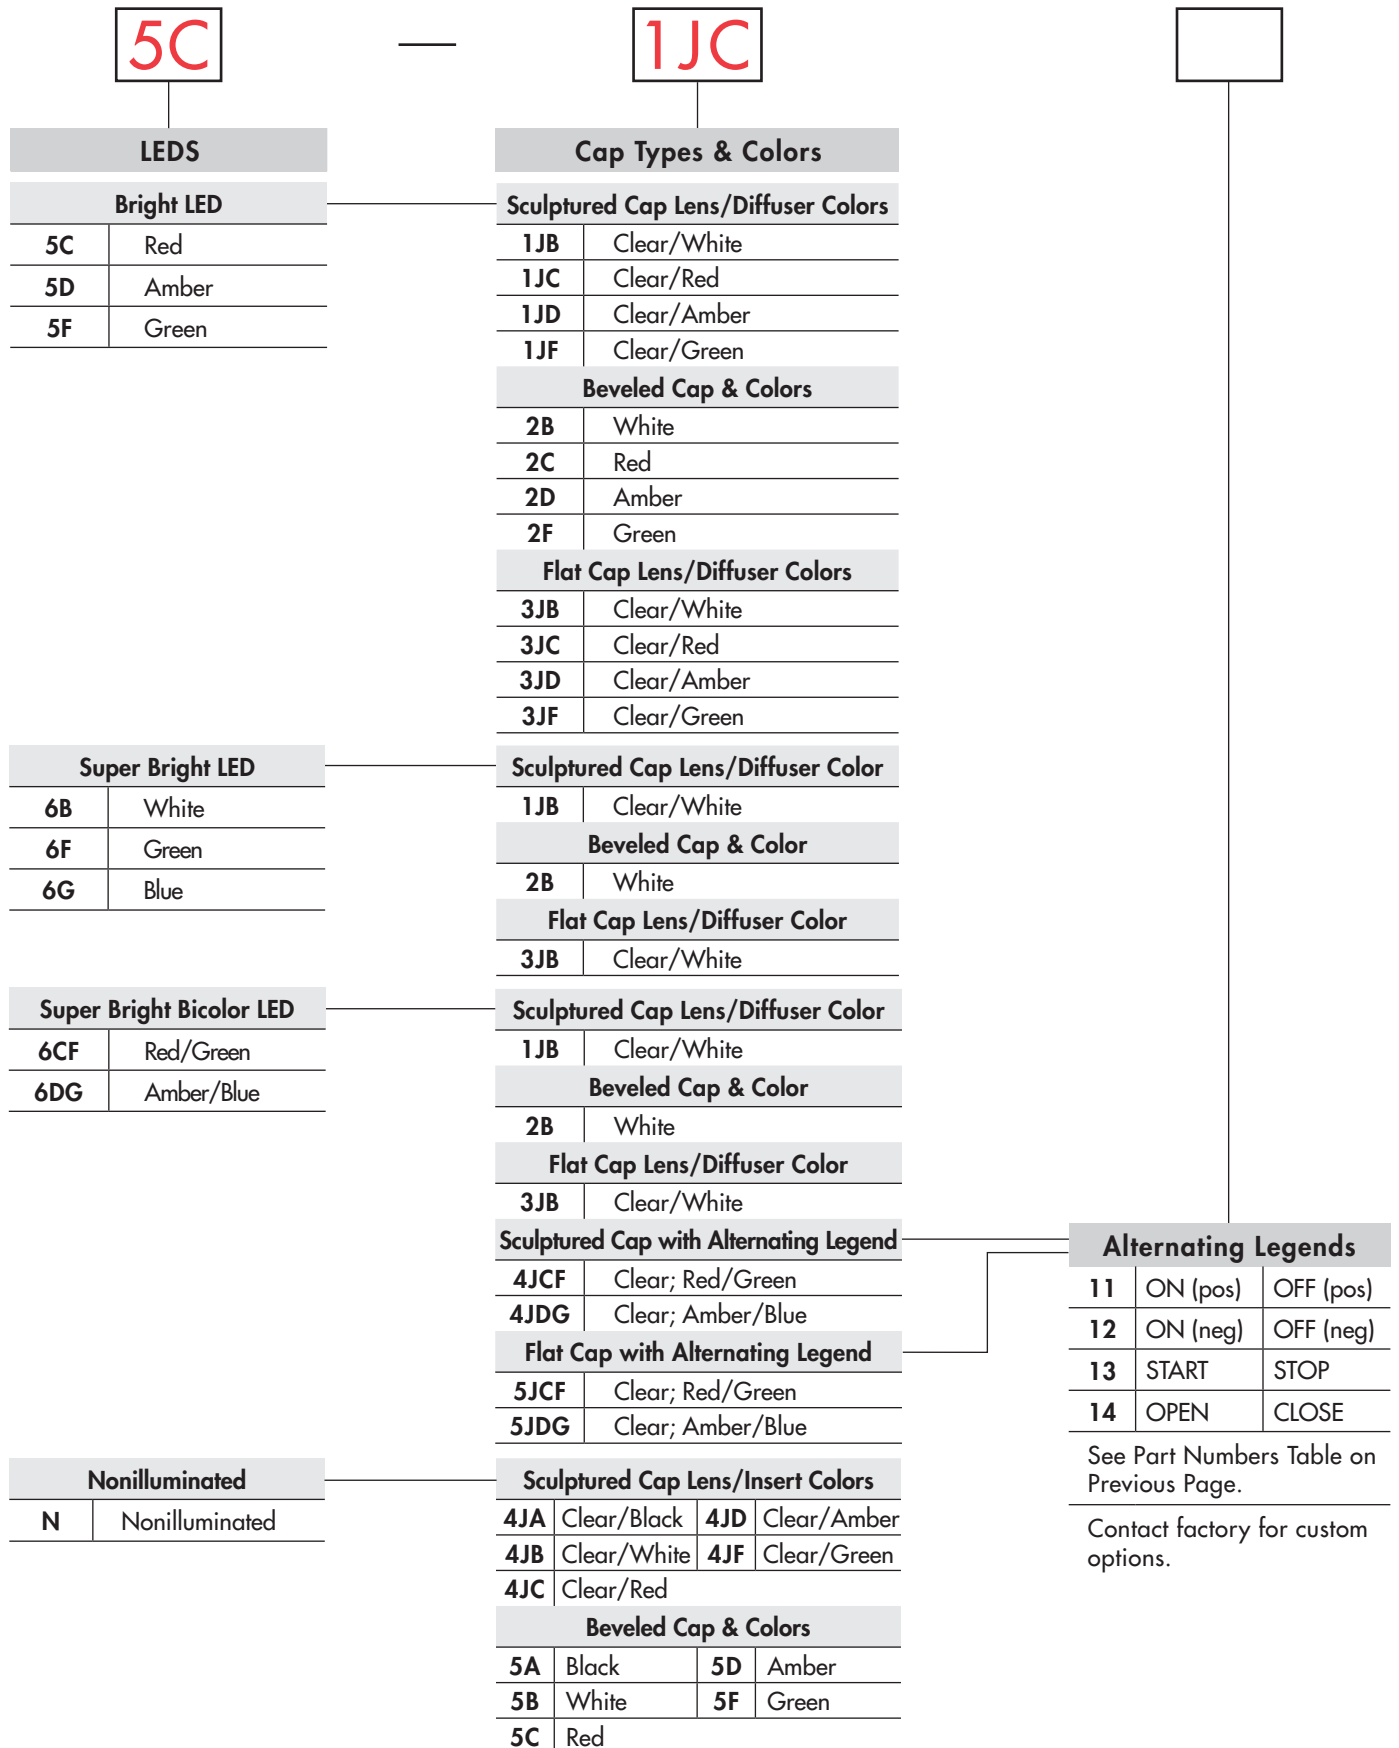 5C — 1JC
LEDS
Bright LED
5C Red
5D Amber
5F Green
Super Bright LED
6B White
6F Green
6G Blue
Super Bright Bicolor LED
6CF Red/Green
6DG Amber/Blue
Nonilluminated
N Nonilluminated
Cap Types & Colors
Sculptured Cap Lens/Diffuser Colors
1JB Clear/White
1JC Clear/Red
1JD Clear/Amber
1JF Clear/Green
Beveled Cap & Colors
2B White
2C Red
2D Amber
2F Green
Flat Cap Lens/Diffuser Colors
3JB Clear/White
3JC Clear/Red
3JD Clear/Amber
3JF Clear/Green
Sculptured Cap Lens/Diffuser Color
1JB Clear/White
Beveled Cap & Color
2B White
Flat Cap Lens/Diffuser Color
3JB Clear/White
Sculptured Cap Lens/Diffuser Color
1JB Clear/White
Beveled Cap & Color
2B White
Flat Cap Lens/Diffuser Color
3JB Clear/White
Sculptured Cap with Alternating Legend
4JCF Clear; Red/Green
4JDG Clear; Amber/Blue
Flat Cap with Alternating Legend
5JCF Clear; Red/Green
5JDG Clear; Amber/Blue
Sculptured Cap Lens/Insert Colors
4JA Clear/Black 4JD Clear/Amber
4JB Clear/White 4JF Clear/Green
4JC Clear/Red
Beveled Cap & Colors
5A Black 5D Amber
5B White 5F Green
5C Red
Alternating Legends
11 ON (pos) OFF (pos)
12 ON (neg) OFF (neg)
13 START STOP
14 OPEN CLOSE
See Part Numbers Table on
Previous Page.
Contact factory for custom
options.